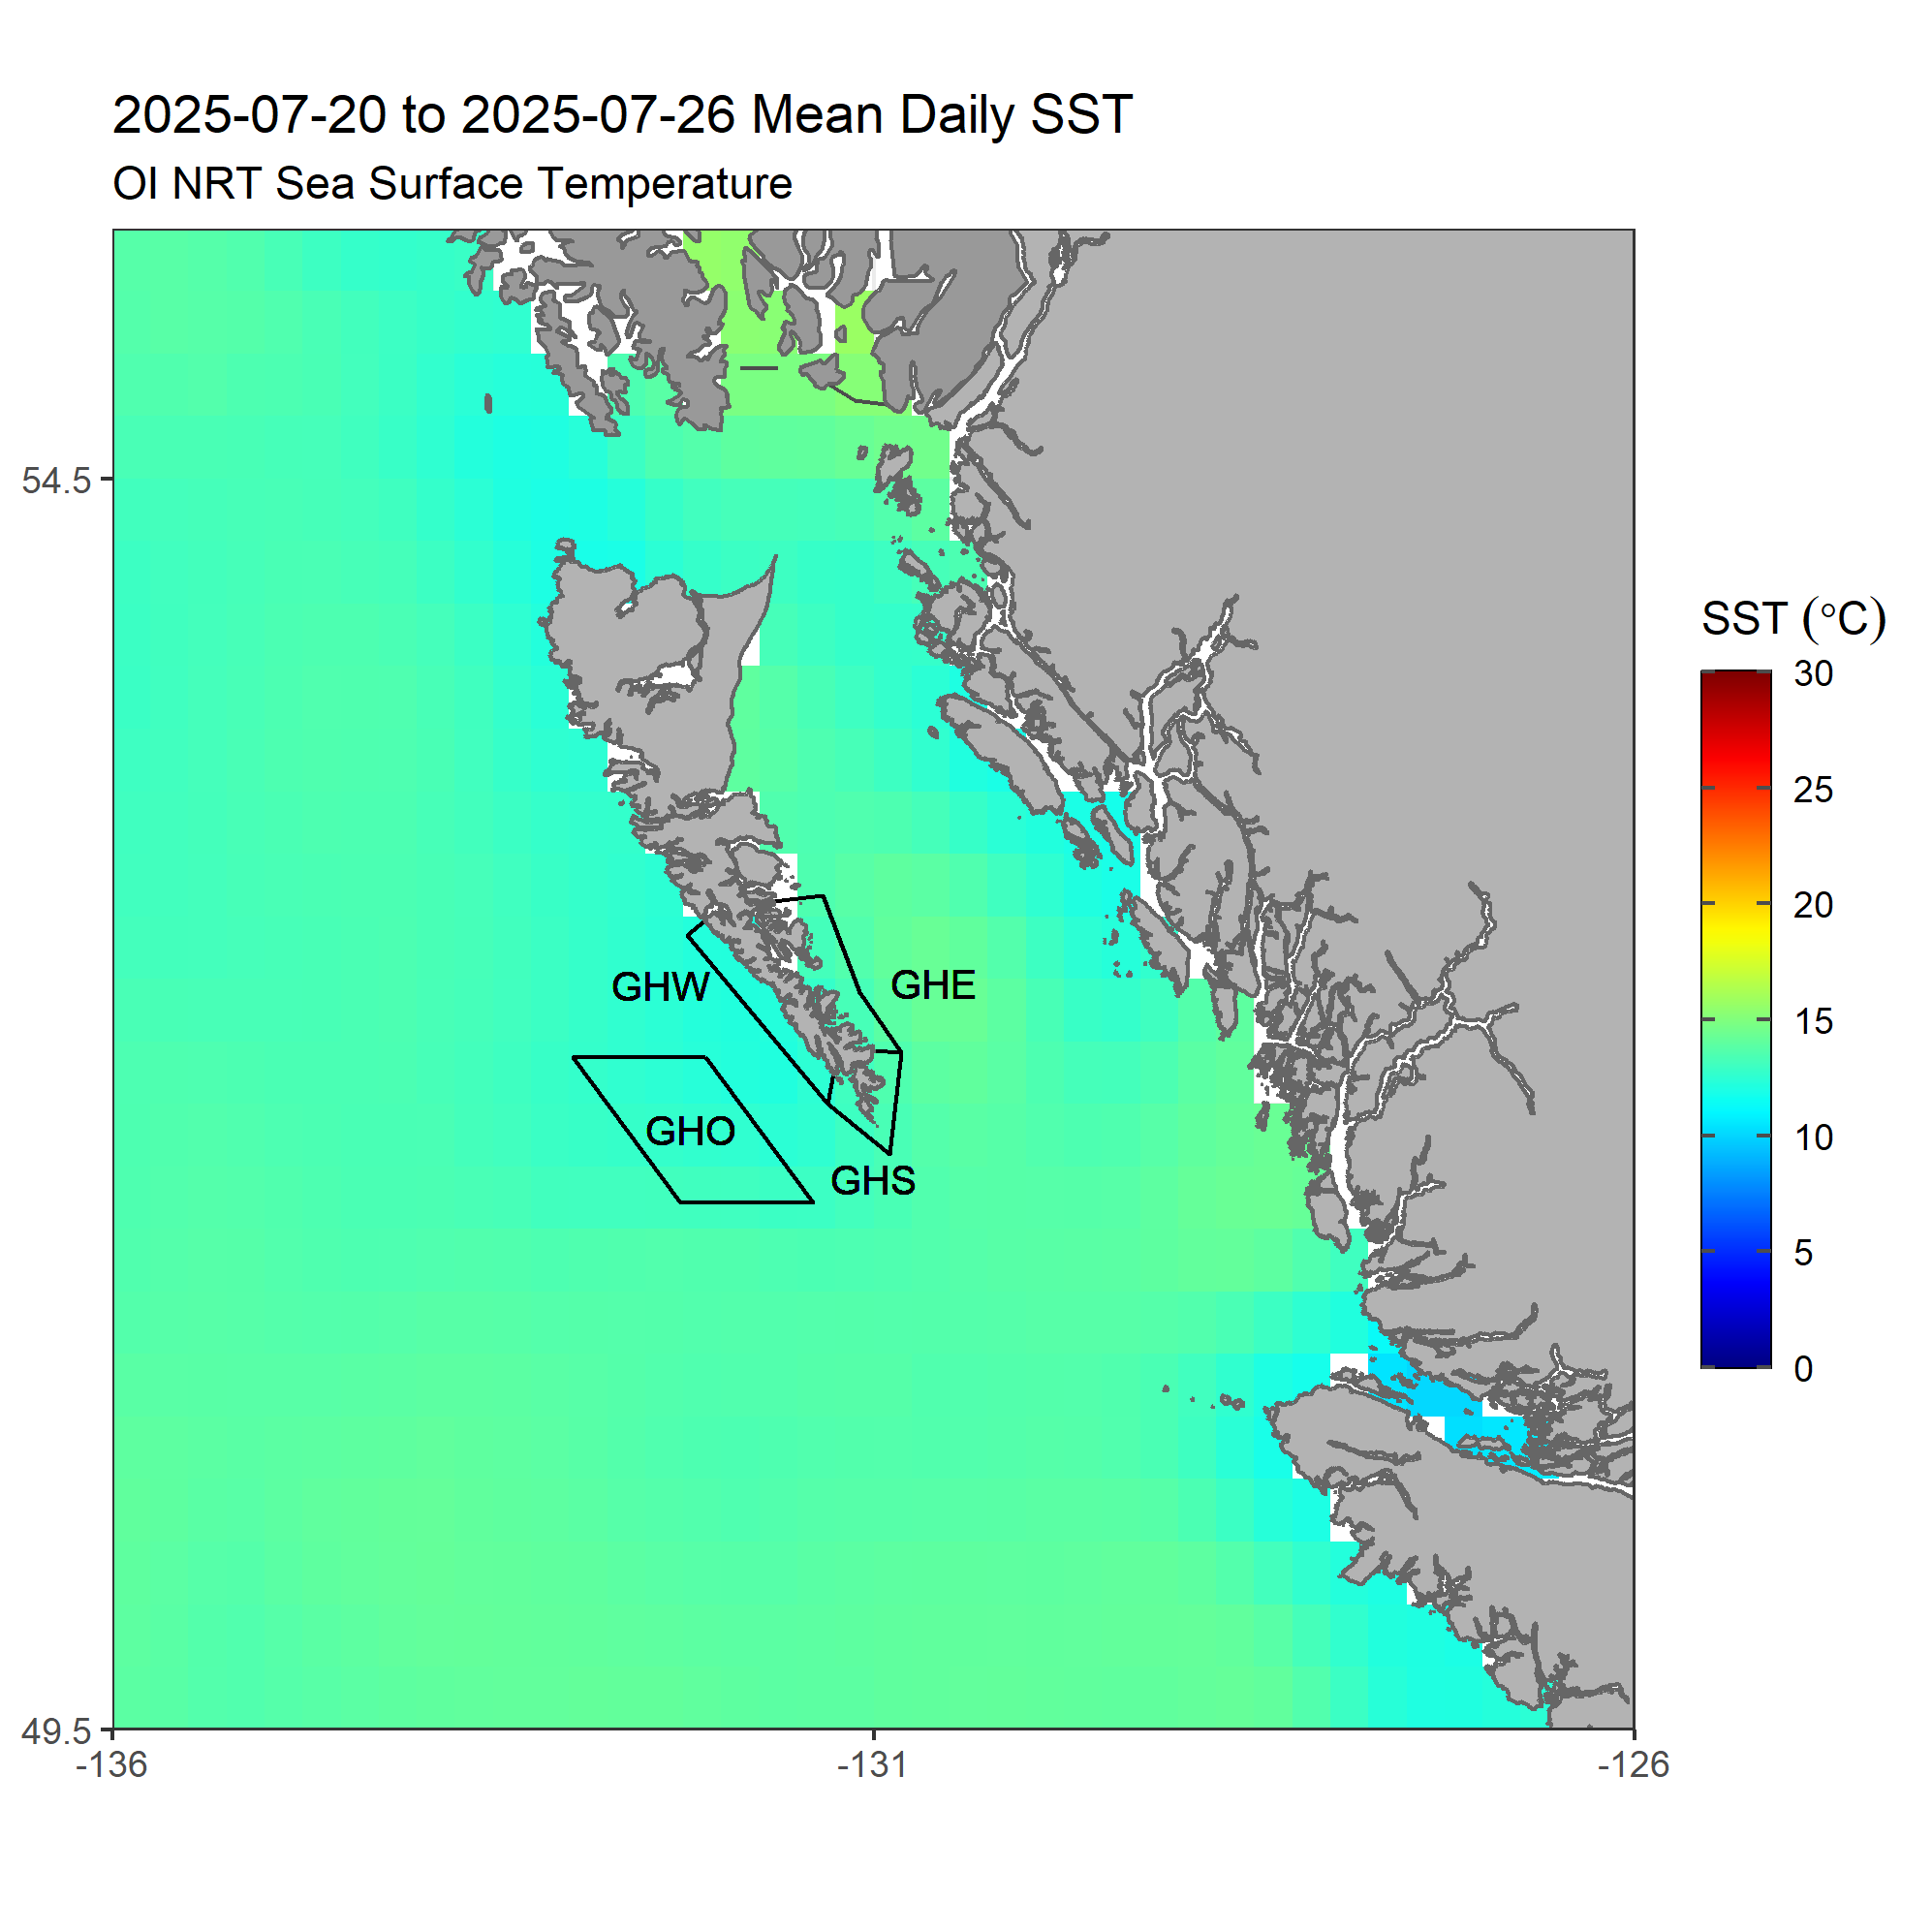 2025-07-20 to 2025-07-26 Mean Daily SST
OI NRT Sea Surface Temperature
54.5
49.5
-136
-131
-126
GHW
GHE
GHO
GHS
SST (°C)
30
25
20
15
10
5
0